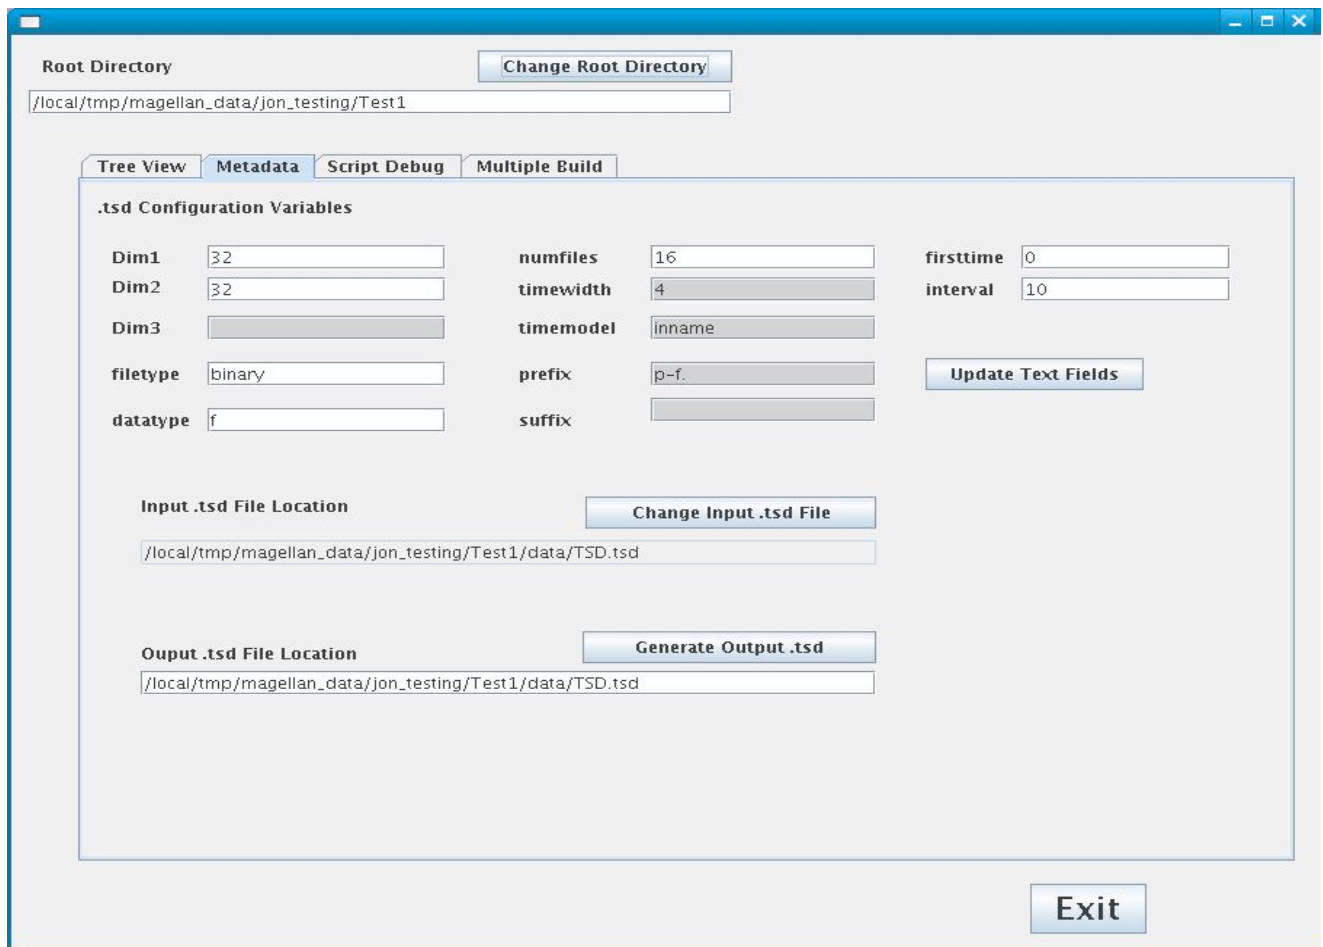 Root Directory
Change Root Directory
/local/tmp/magellan_data/jon_testing/Test1
Tree View Metadata Script Debug Multiple Build
.tsd Configuration Variables
Dim1 32 numfiles 16 firsttime 0
Dim2 32 timewidth 4 interval 10
Dim3 timemodel inname
filetype binary prefix p-f. Update Text Fields
datatype f suffix
Input .tsd File Location Change Input .tsd File
/local/tmp/magellan_data/jon_testing/Test1/data/TSD.tsd
Ouput .tsd File Location Generate Output .tsd
/local/tmp/magellan_data/jon_testing/Test1/data/TSD.tsd
Exit